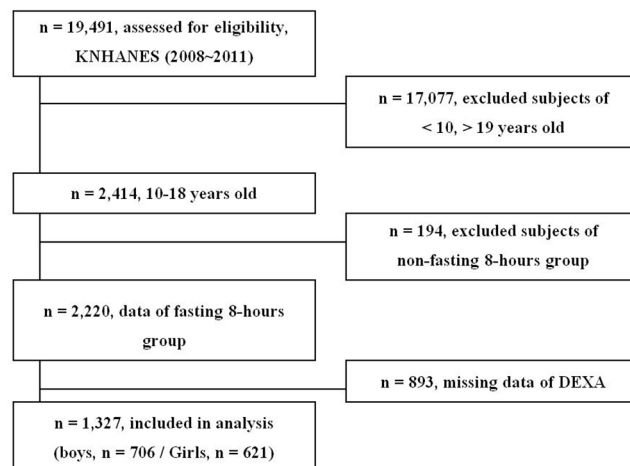 n = 19,491, assessed for eligibility,
KNHANES (2008~2011)
n = 17,077, excluded subjects of
< 10, > 19 years old
n = 2,414, 10-18 years old
n = 194, excluded subjects of
non-fasting 8-hours group
n = 2,220, data of fasting 8-hours
group
n = 893, missing data of DEXA
n = 1,327, included in analysis
(boys, n = 706 / Girls, n = 621)